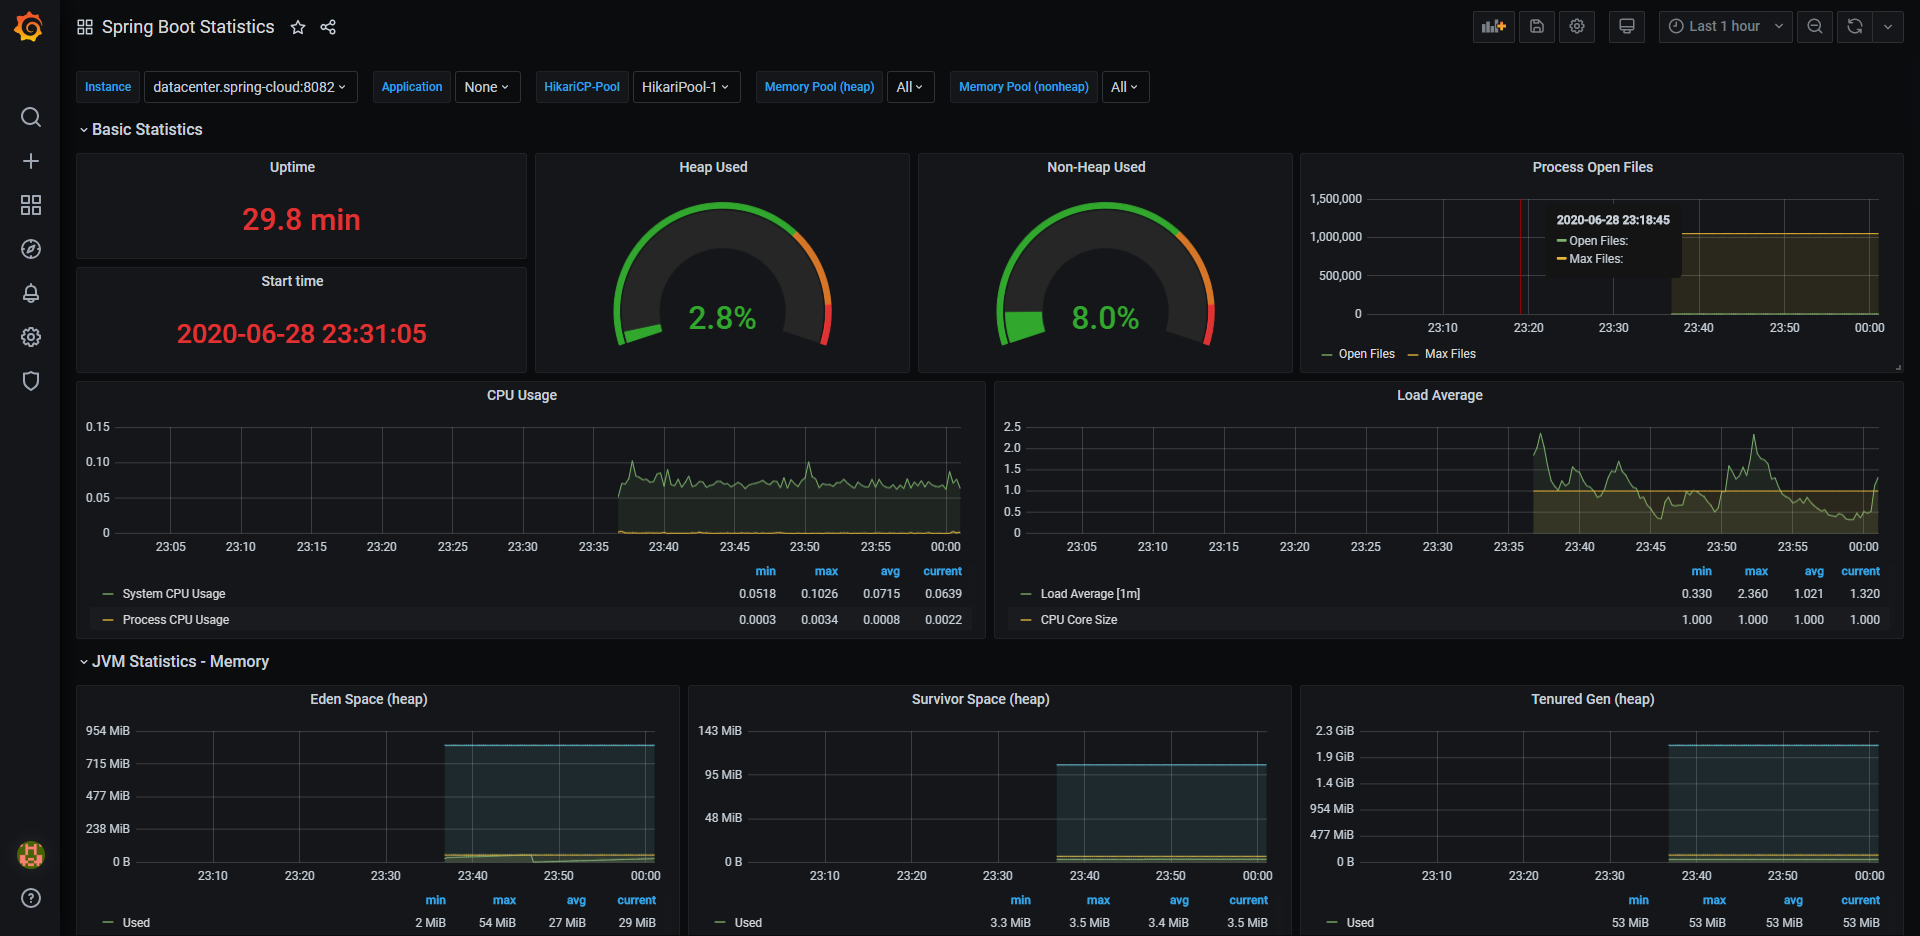 Spring Boot Statistics
Last 1 hour
Instance datacenter.spring-cloud:8082 Application None HikariCP-Pool HikariPool-1 Memory Pool (heap) All Memory Pool (nonheap) All
Basic Statistics
Uptime
29.8 min
Start time
2020-06-28 23:31:05
Heap Used
2.8%
Non-Heap Used
8.0%
Process Open Files
1,500,000
1,000,000
500,000
0
2020-06-28 23:18:45
Open Files:
Max Files:
23:10 23:20 23:30 23:40 23:50 00:00
Open Files Max Files
CPU Usage
0.15
0.10
0.05
0
23:05 23:10 23:15 23:20 23:25 23:30 23:35 23:40 23:45 23:50 23:55 00:00
min max avg current
System CPU Usage 0.0518 0.1026 0.0715 0.0639
Process CPU Usage 0.0003 0.0034 0.0008 0.0022
Load Average
2.5
2.0
1.5
1.0
0.5
0
23:05 23:10 23:15 23:20 23:25 23:30 23:35 23:40 23:45 23:50 23:55 00:00
min max avg current
Load Average [1m] 0.330 2.360 1.021 1.320
CPU Core Size 1.000 1.000 1.000 1.000
JVM Statistics - Memory
Eden Space (heap)
954 MiB
715 MiB
477 MiB
238 MiB
0 B
23:10 23:20 23:30 23:40 23:50 00:00
min max avg current
Used 2 MiB 54 MiB 27 MiB 29 MiB
Survivor Space (heap)
143 MiB
95 MiB
48 MiB
0 B
23:10 23:20 23:30 23:40 23:50 00:00
min max avg current
Used 3.3 MiB 3.5 MiB 3.4 MiB 3.5 MiB
Tenured Gen (heap)
2.3 GiB
1.9 GiB
1.4 GiB
954 MiB
477 MiB
0 B
23:10 23:20 23:30 23:40 23:50 00:00
min max avg current
Used 53 MiB 53 MiB 53 MiB 53 MiB